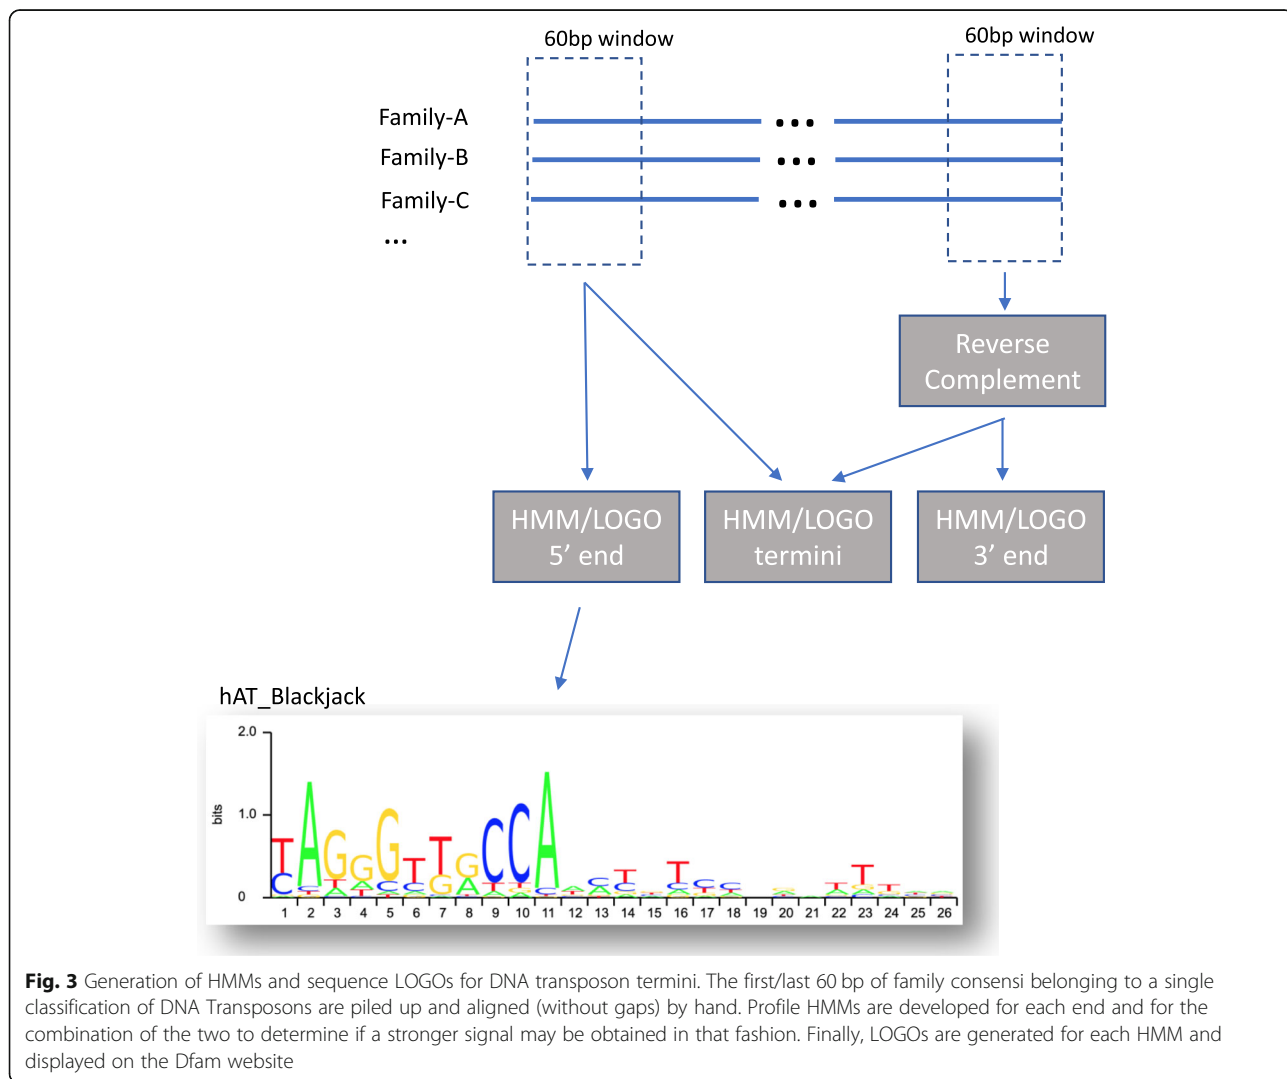 60bp window
60bp window
Family-A
Family-B
Family-C
...
Reverse
Complement
HMM/LOGO
5’ end
HMM/LOGO
termini
HMM/LOGO
3’ end
hAT_Blackjack
2.0
bits
1.0
0
TAGGGTTGCCA
1 2 3 4 5 6 7 8 9 10 11 12 13 14 15 16 17 18 19 20 21 22 23 24 25 26
Fig. 3 Generation of HMMs and sequence LOGOs for DNA transposon termini. The first/last 60 bp of family consensi belonging to a single
classification of DNA Transposons are piled up and aligned (without gaps) by hand. Profile HMMs are developed for each end and for the
combination of the two to determine if a stronger signal may be obtained in that fashion. Finally, LOGOs are generated for each HMM and
displayed on the Dfam website